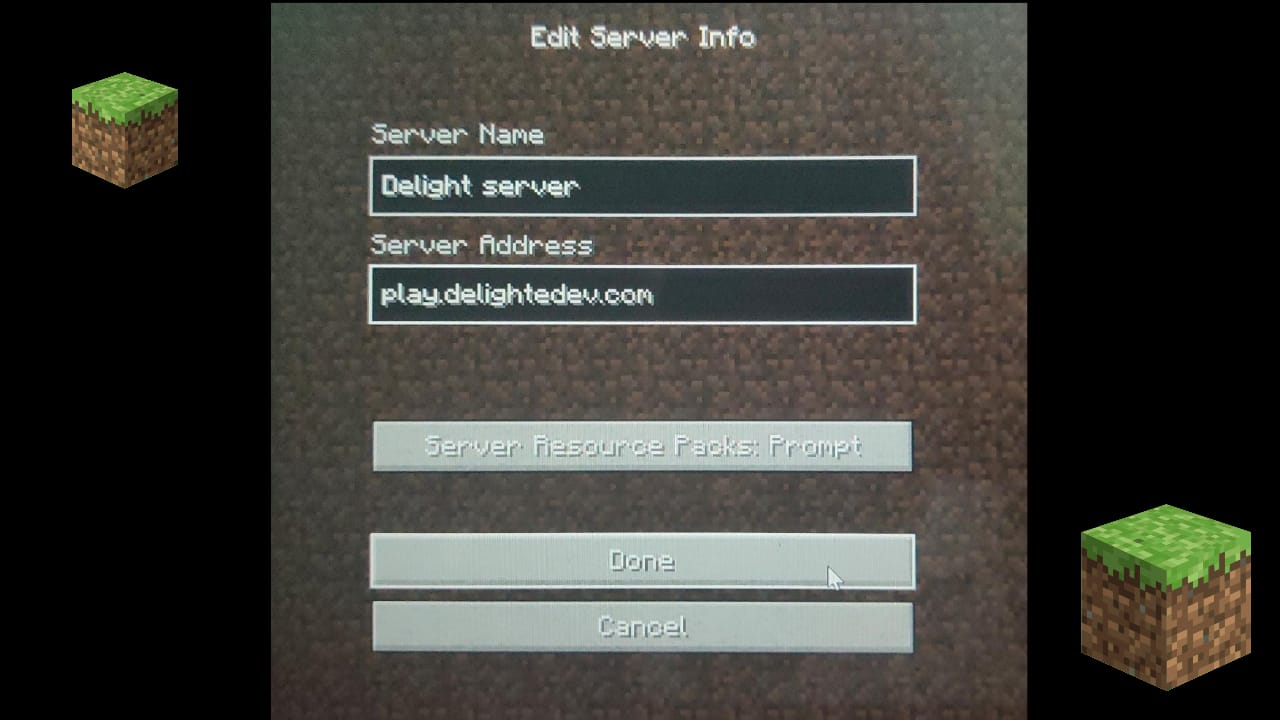 Edit Server Info
Server Name
Delight server
Server Address
play.delightedev.com
Server Resource Packs: Prompt
Done
Cancel